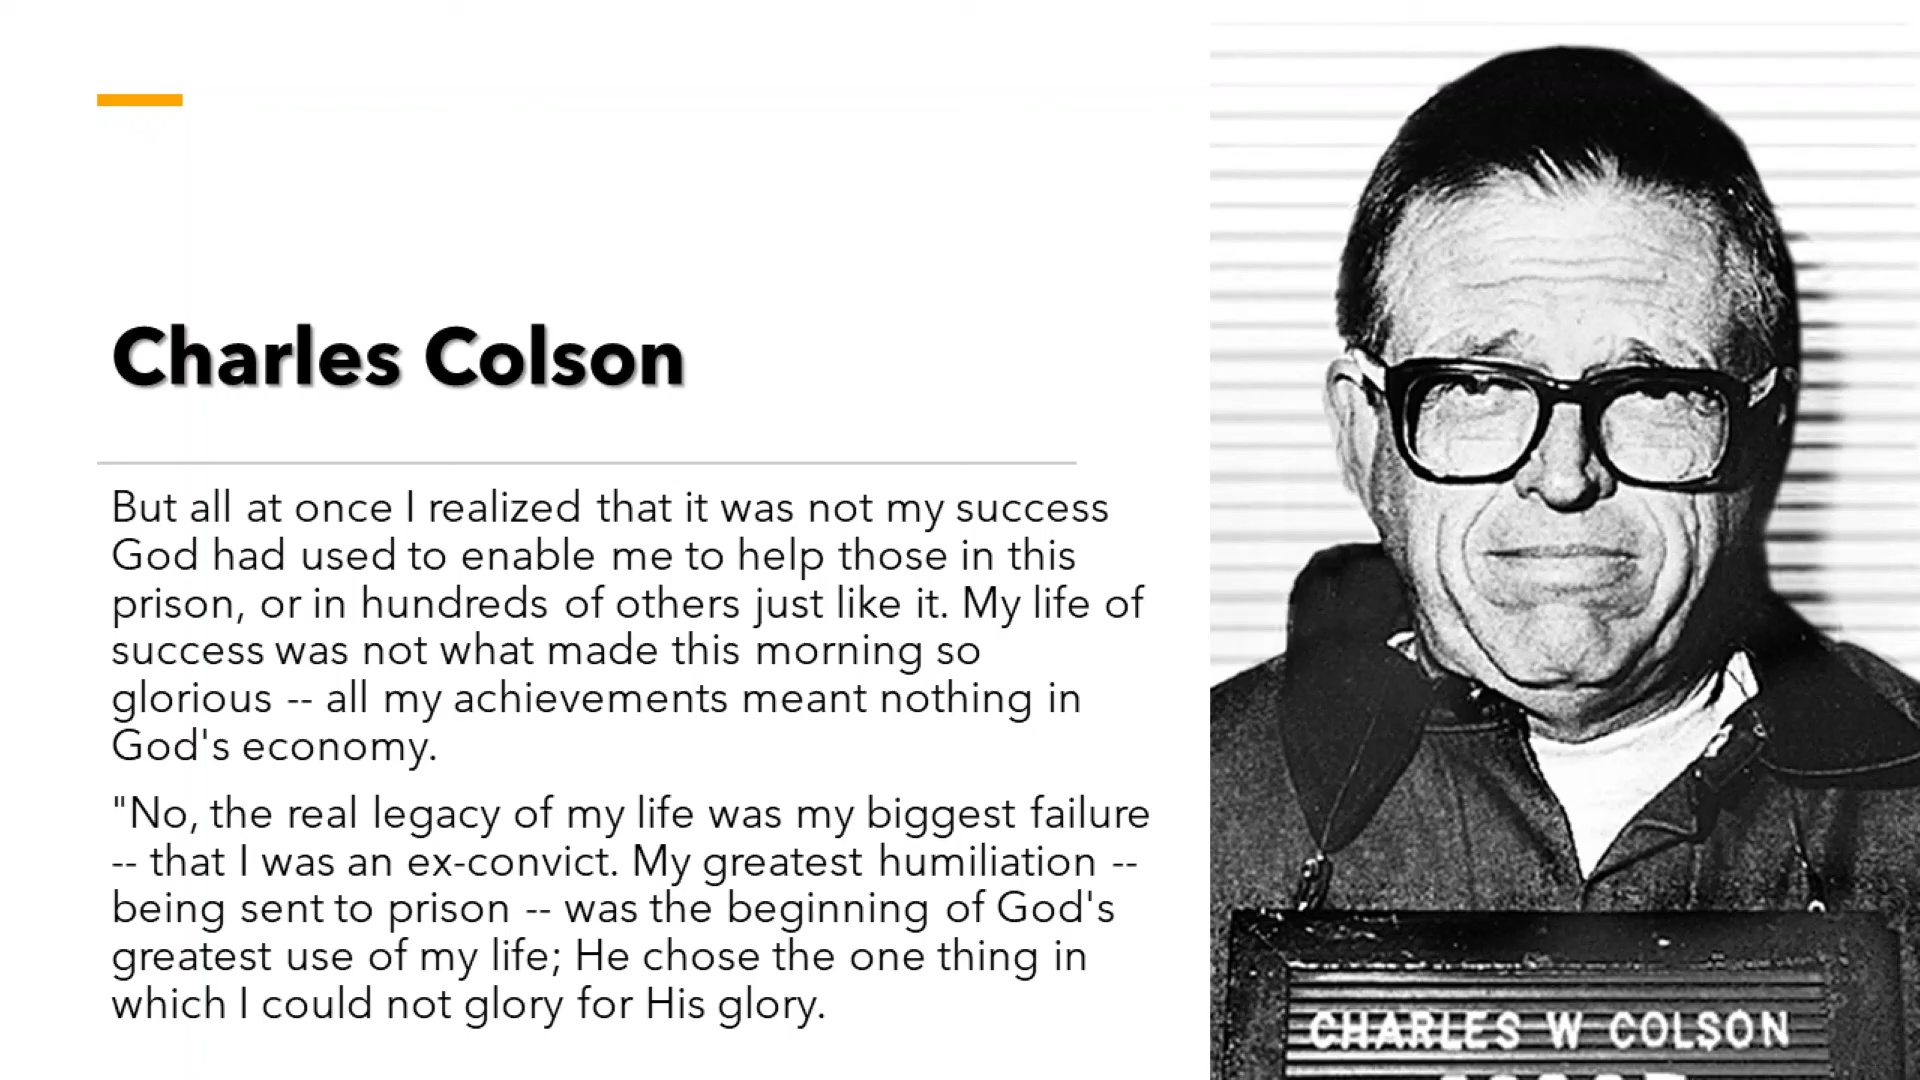 Charles Colson
But all at once I realized that it was not my success
God had used to enable me to help those in this
prison, or in hundreds of others just like it. My life of
success was not what made this morning so
glorious -- all my achievements meant nothing in
God's economy.
"No, the real legacy of my life was my biggest failure
-- that I was an ex-convict. My greatest humiliation --
being sent to prison -- was the beginning of God's
greatest use of my life; He chose the one thing in
which I could not glory for His glory.
CHARLES W COLSON